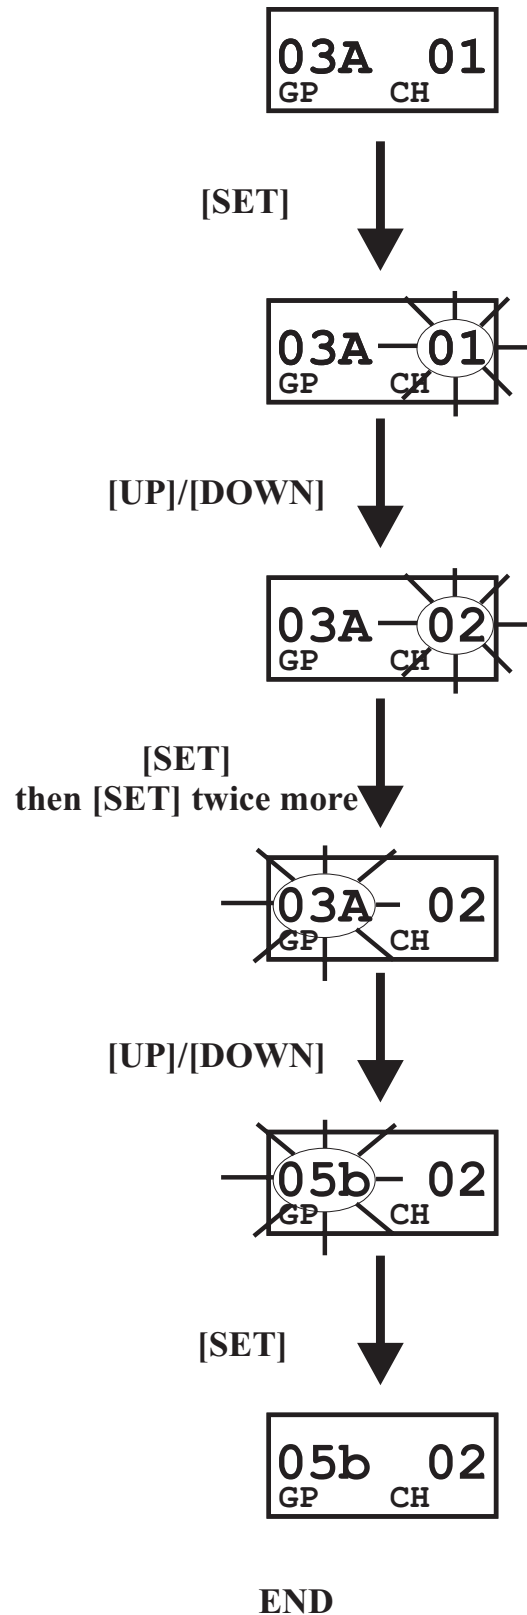 03A 01
GP CH
[SET]
03A 01
GP CH
[UP]/[DOWN]
03A 02
GP CH
[SET]
then [SET] twice more
03A 02
GP CH
[UP]/[DOWN]
05b 02
GP CH
[SET]
05b 02
GP CH
END